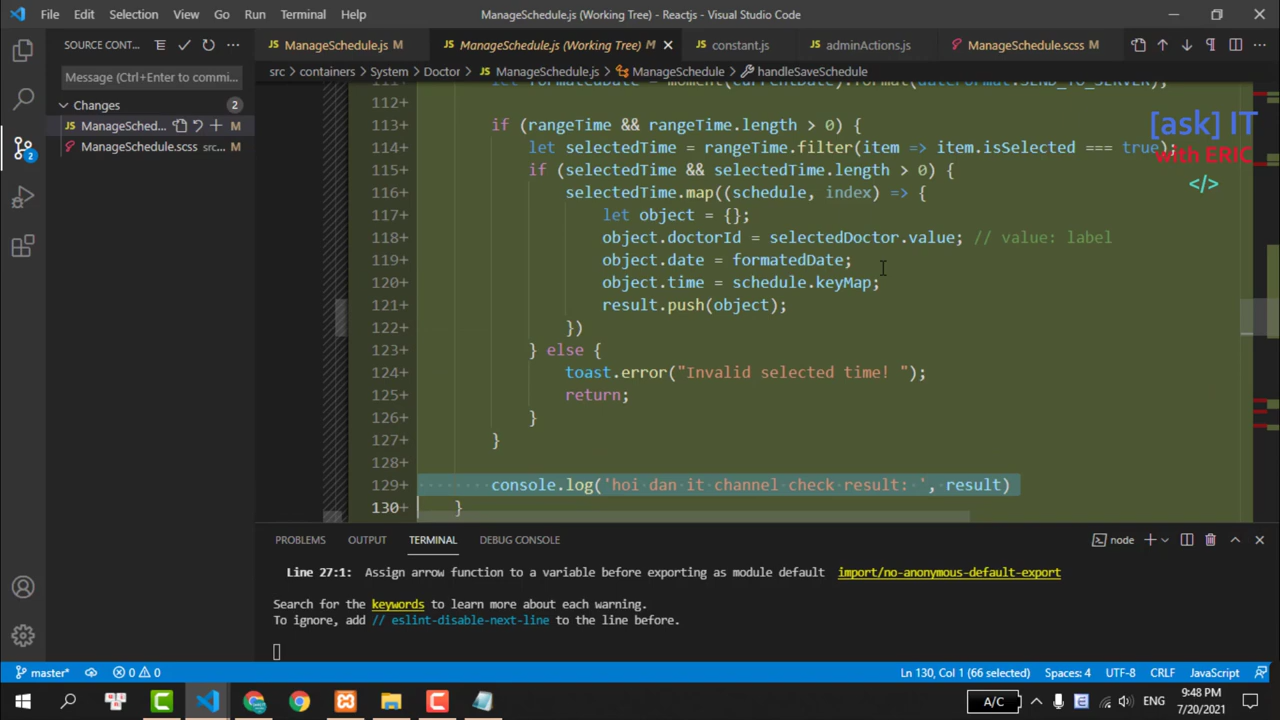 File Edit Selection View Go Run Terminal Help ManageSchedule.js (Working Tree) - Reactjs - Visual Studio Code
SOURCE CONT... ManageSchedule.js M ManageSchedule.js (Working Tree) M constant.js adminActions.js ManageSchedule.scss M
src > containers > System > Doctor > ManageSchedule.js > ManageSchedule > handleSaveSchedule
Message (Ctrl+Enter to commi...
Changes 2
ManageSched... M
ManageSchedule.scss src... M
2
111+ let formatedDate = moment(currentDate).format(dateFormat.SEND_TO_SERVER);
112+
113+ if (rangeTime && rangeTime.length > 0) {
114+ let selectedTime = rangeTime.filter(item => item.isSelected === true);
115+ if (selectedTime && selectedTime.length > 0) {
116+ selectedTime.map((schedule, index) => {
117+ let object = {};
118+ object.doctorId = selectedDoctor.value; // value: label
119+ object.date = formatedDate;
120+ object.time = schedule.keyMap;
121+ result.push(object);
122+ })
123+ } else {
124+ toast.error("Invalid selected time! ");
125+ return;
126+ }
127+ }
128+
129+ console.log('hoi dan it channel check result: ', result)
130+ }
[ask] IT
with ERIC
</>
PROBLEMS OUTPUT TERMINAL DEBUG CONSOLE node
Line 27:1: Assign arrow function to a variable before exporting as module default import/no-anonymous-default-export
Search for the keywords to learn more about each warning.
To ignore, add // eslint-disable-next-line to the line before.
master* 0 0 Ln 130, Col 1 (66 selected) Spaces: 4 UTF-8 CRLF JavaScript
A/C ENG 9:48 PM
7/20/2021